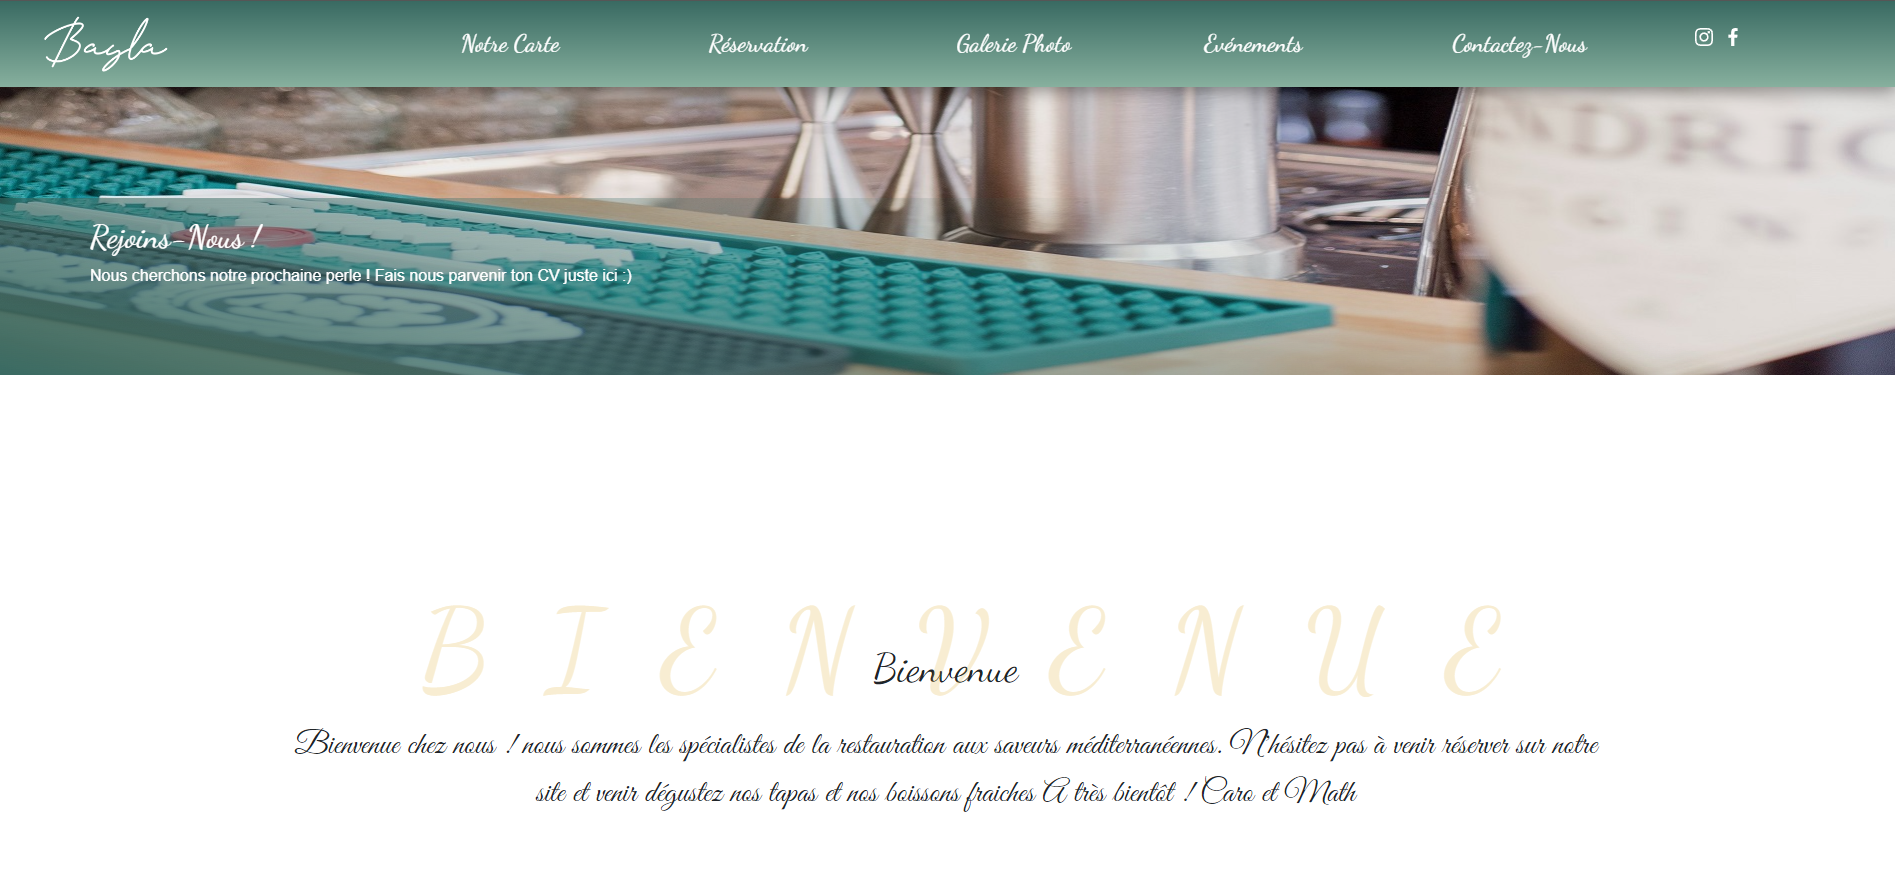 Bayla
Notre Carte
Réservation
Galerie Photo
Evénements
Contactez-Nous
DRIC
GIN
Rejoins-Nous !
Nous cherchons notre prochaine perle ! Fais nous parvenir ton CV juste ici :)
BIENVENUE
Bienvenue
Bienvenue chez nous ! nous sommes les spécialistes de la restauration aux saveurs méditerranéennes. N'hésitez pas à venir réserver sur notre
site et venir dégustez nos tapas et nos boissons fraiches A très bientôt ! Caro et Math